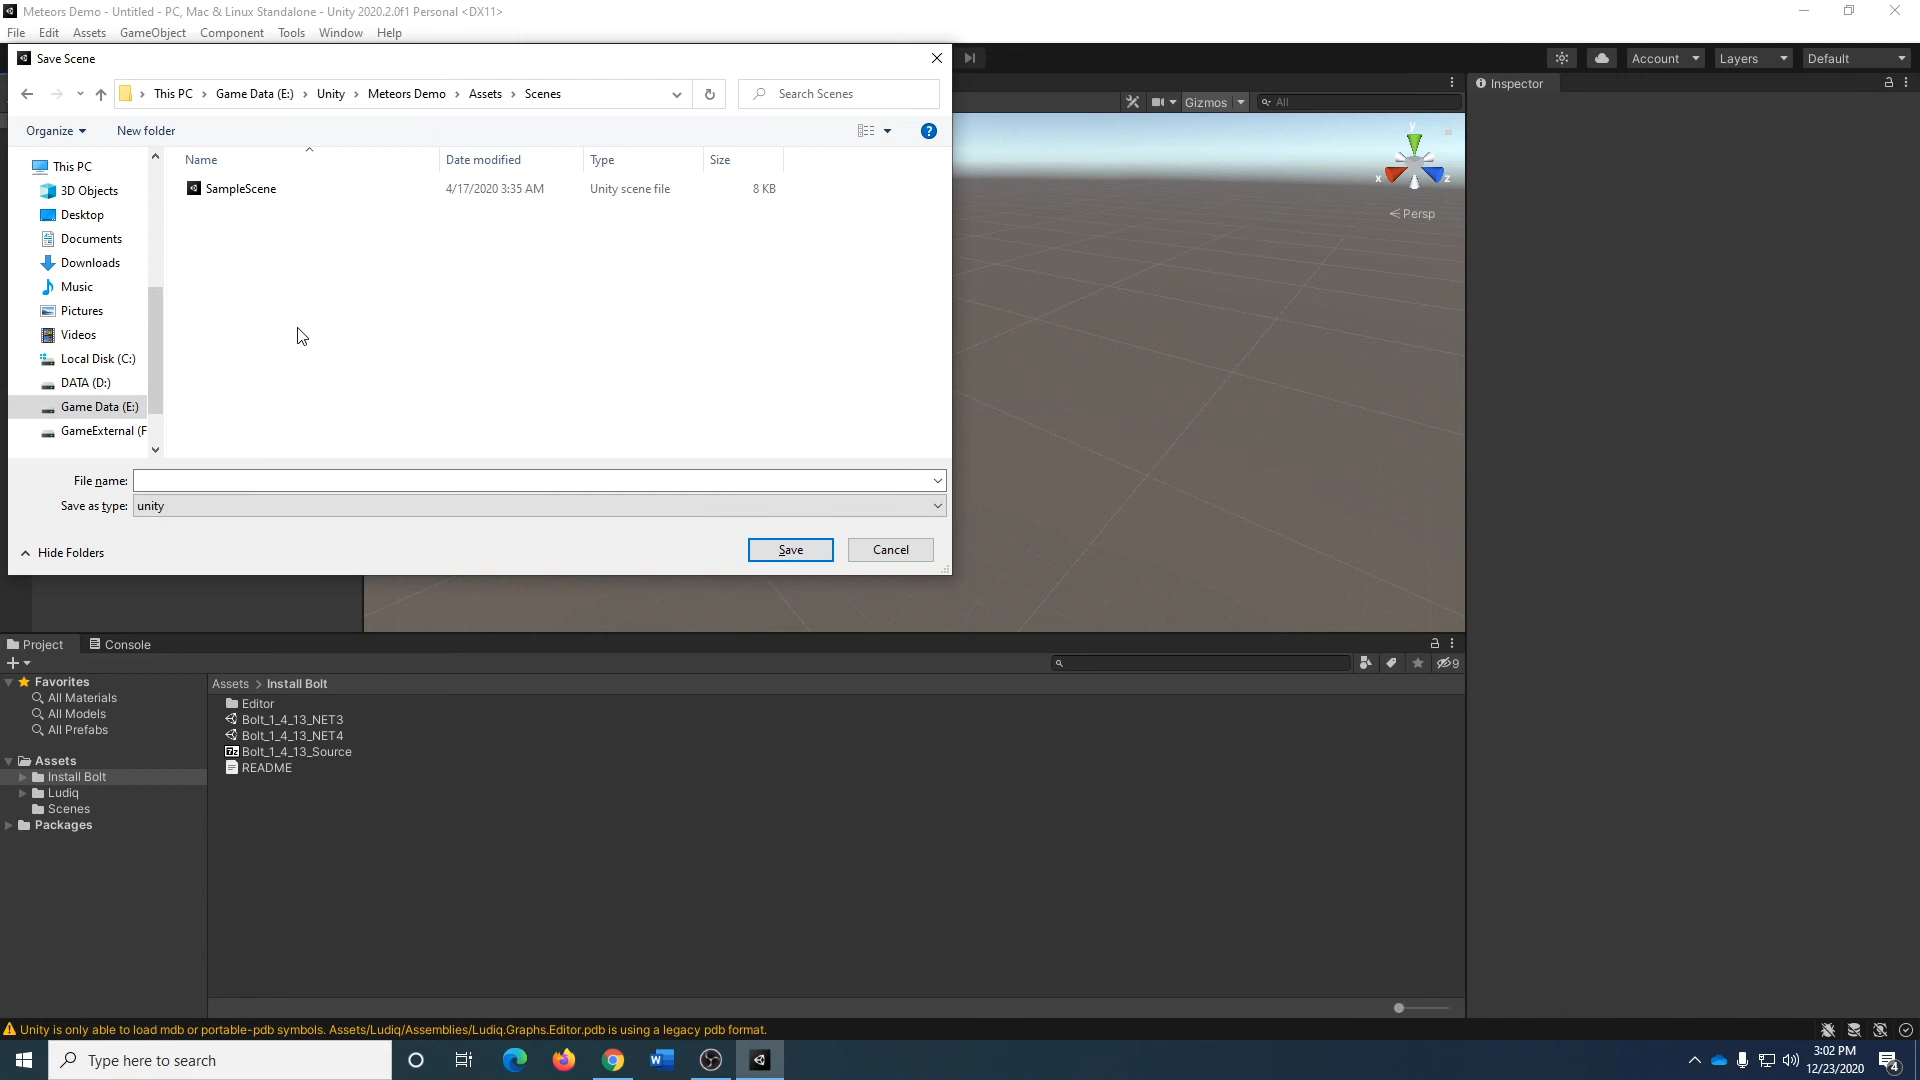 Meteors Demo - Untitled - PC, Mac & Linux Standalone - Unity 2020.2.0f1 Personal <DX11>
File Edit Assets GameObject Component Tools Window Help
Save Scene
Account Layers Default
This PC > Game Data (E:) > Unity > Meteors Demo > Assets > Scenes
Search Scenes
Inspector
Gizmos All
Organize New folder
Name Date modified Type Size
SampleScene 4/17/2020 3:35 AM Unity scene file 8 KB
This PC
3D Objects
Desktop
Documents
Downloads
Music
Pictures
Videos
Local Disk (C:)
DATA (D:)
Game Data (E:)
GameExternal (F
y
x z
< Persp
File name:
Save as type: unity
Hide Folders
Save Cancel
Project Console
9
Favorites
All Materials
All Models
All Prefabs
Assets
Install Bolt
Ludiq
Scenes
Packages
Assets > Install Bolt
Editor
Bolt_1_4_13_NET3
Bolt_1_4_13_NET4
Bolt_1_4_13_Source
README
Unity is only able to load mdb or portable-pdb symbols. Assets/Ludiq/Assemblies/Ludiq.Graphs.Editor.pdb is using a legacy pdb format.
Type here to search
3:02 PM
12/23/2020
4